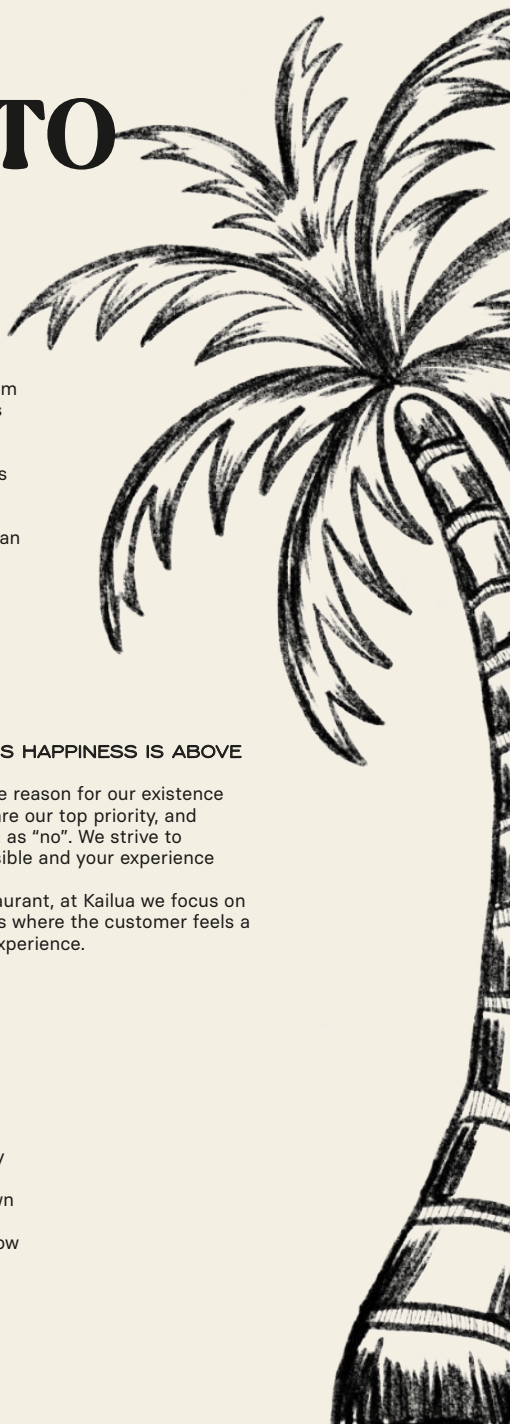 TO
m
s
s
an
S HAPPINESS IS ABOVE
e reason for our existence
re our top priority, and
as “no”. We strive to
sible and your experience
aurant, at Kailua we focus on
s where the customer feels a
xperience.
y
wn
ow